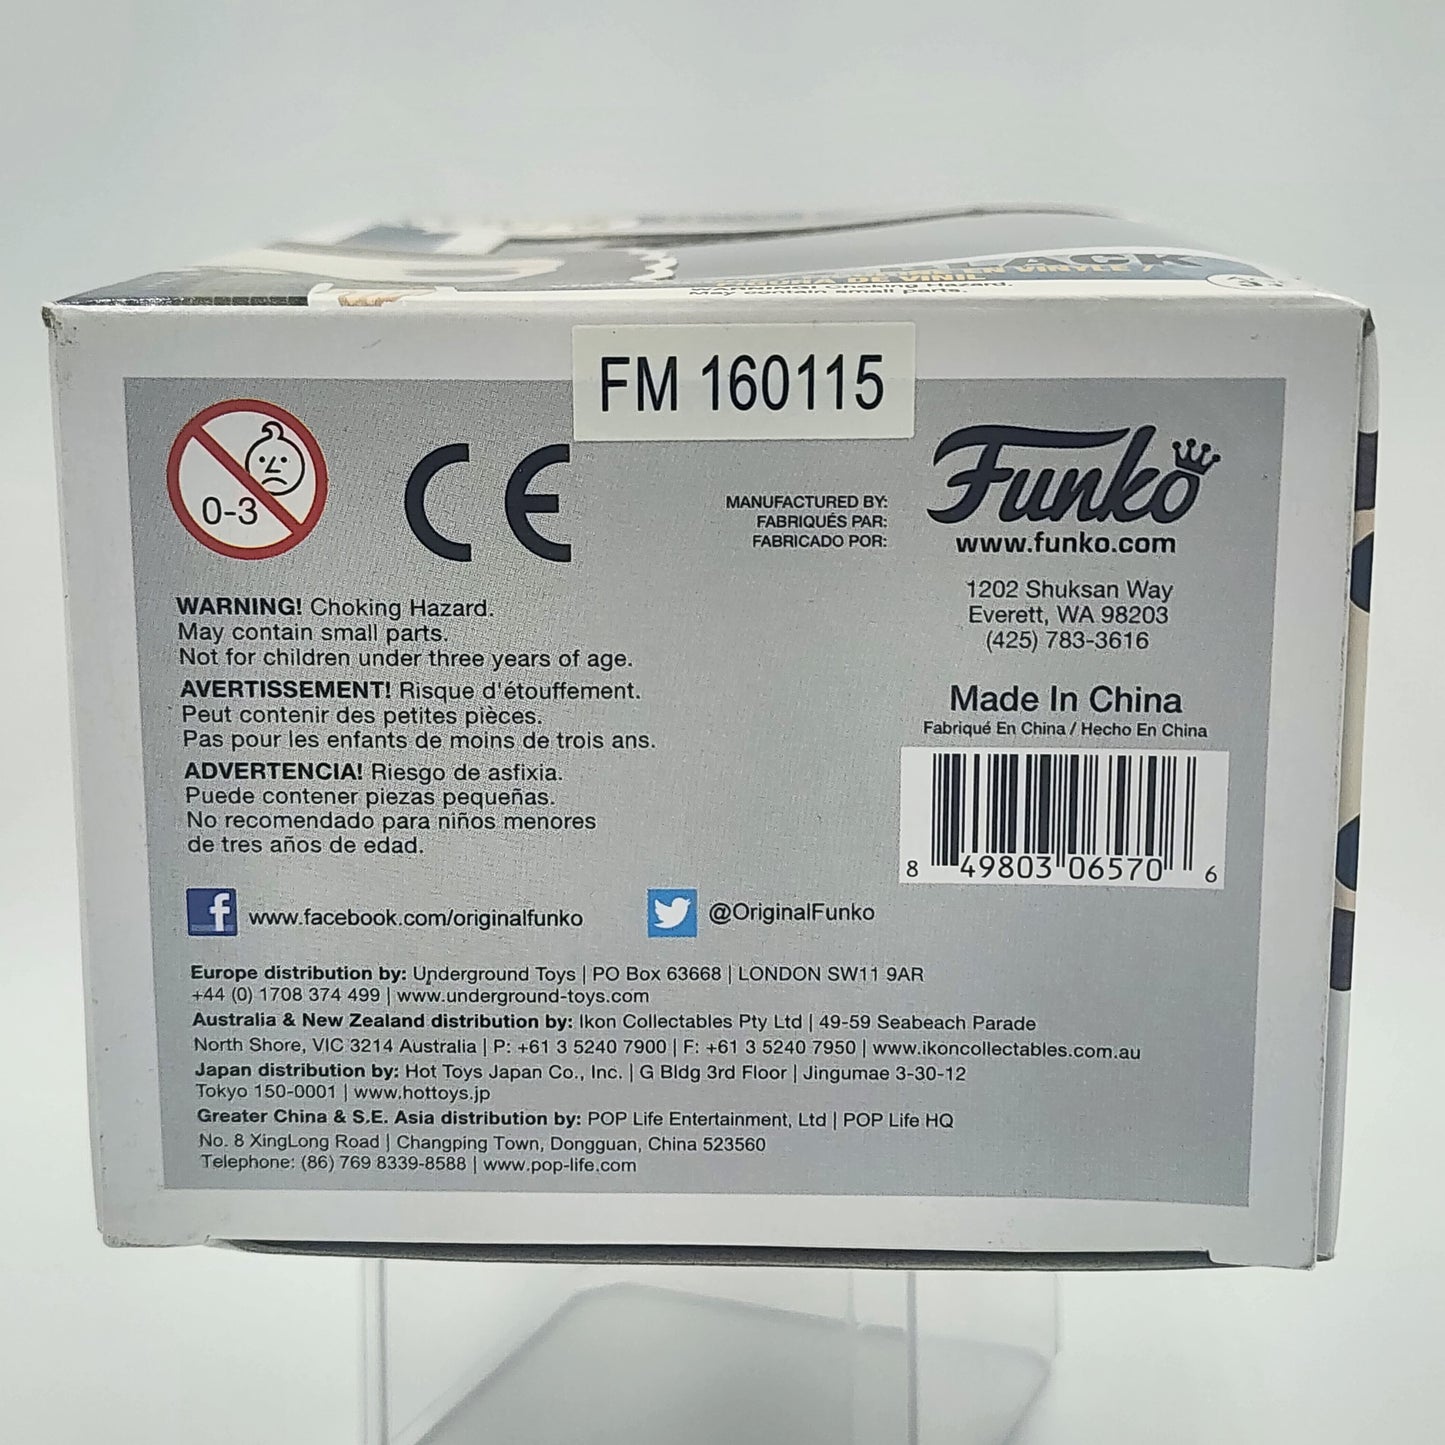 LACK
EN VINYLE /
DE VINIL
Choking Hazard.
May contain small parts.
FM 160115
0-3
CE
MANUFACTURED BY:
FABRIQUÉS PAR:
FABRICADO POR:
Funko
www.funko.com
1202 Shuksan Way
Everett, WA 98203
(425) 783-3616
Made In China
Fabriqué En China / Hecho En China
8 49803 06570 6
WARNING! Choking Hazard.
May contain small parts.
Not for children under three years of age.
AVERTISSEMENT! Risque d'étouffement.
Peut contenir des petites pièces.
Pas pour les enfants de moins de trois ans.
ADVERTENCIA! Riesgo de asfixia.
Puede contener piezas pequeñas.
No recomendado para niños menores
de tres años de edad.
f www.facebook.com/originalfunko
@OriginalFunko
Europe distribution by: Underground Toys | PO Box 63668 | LONDON SW11 9AR
+44 (0) 1708 374 499 | www.underground-toys.com
Australia & New Zealand distribution by: Ikon Collectables Pty Ltd | 49-59 Seabeach Parade
North Shore, VIC 3214 Australia | P: +61 3 5240 7900 | F: +61 3 5240 7950 | www.ikoncollectables.com.au
Japan distribution by: Hot Toys Japan Co., Inc. | G Bldg 3rd Floor | Jingumae 3-30-12
Tokyo 150-0001 | www.hottoys.jp
Greater China & S.E. Asia distribution by: POP Life Entertainment, Ltd | POP Life HQ
No. 8 XingLong Road | Changping Town, Dongguan, China 523560
Telephone: (86) 769 8339-8588 | www.pop-life.com